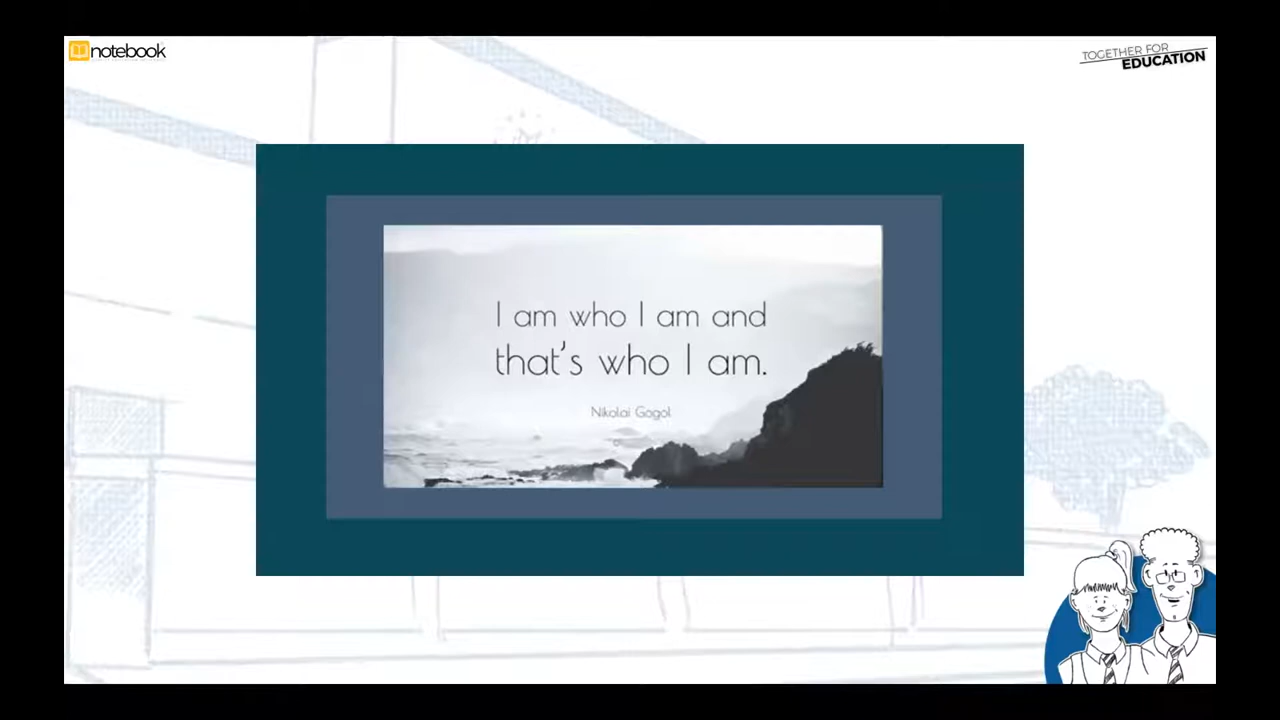 notebook
TOGETHER FOR
EDUCATION
I am who I am and
that's who I am.
Nikolai Gogol